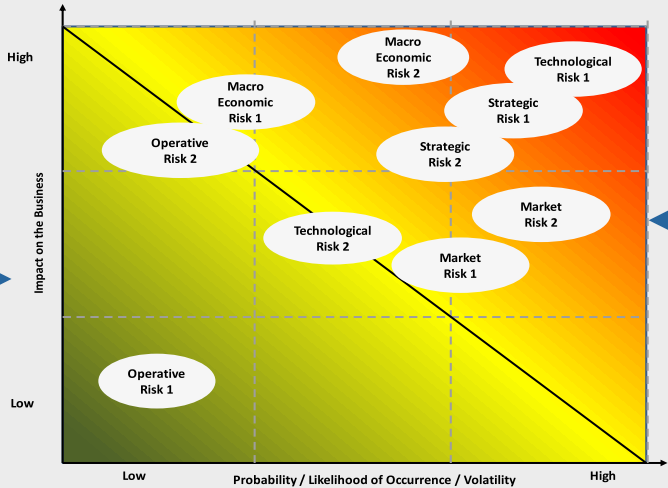 High
Macro
Economic
Risk 2
Technological
Risk 1
Macro
Economic
Risk 1
Strategic
Risk 1
Operative
Risk 2
Strategic
Risk 2
Impact on the Business
Market
Risk 2
Technological
Risk 2
Market
Risk 1
Operative
Risk 1
Low
Low
Probability / Likelihood of Occurrence / Volatility
High